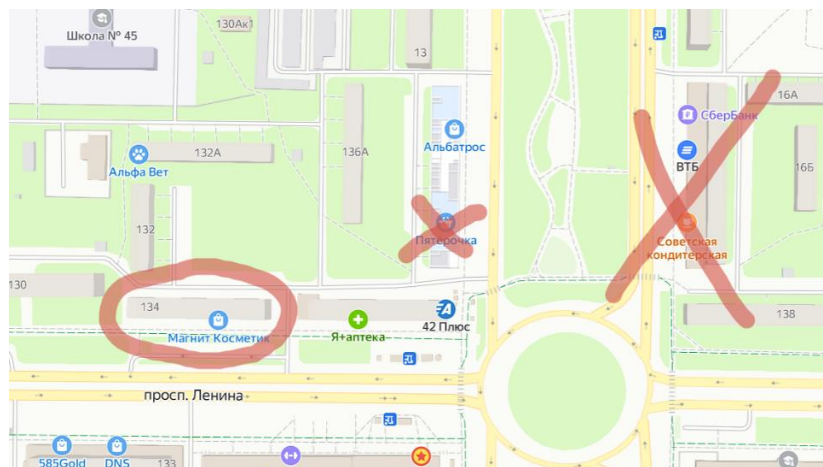 Школа № 45
130Ак1
13
16А
СберБанк
Альбатрос
132А
136А
Альфа Вет
ВТБ
16Б
132
Пятёрочка
Советская
кондитерская
130
134
138
Магнит Косметик
Я+аптека
42 Плюс
просп. Ленина
585Gold
DNS
133